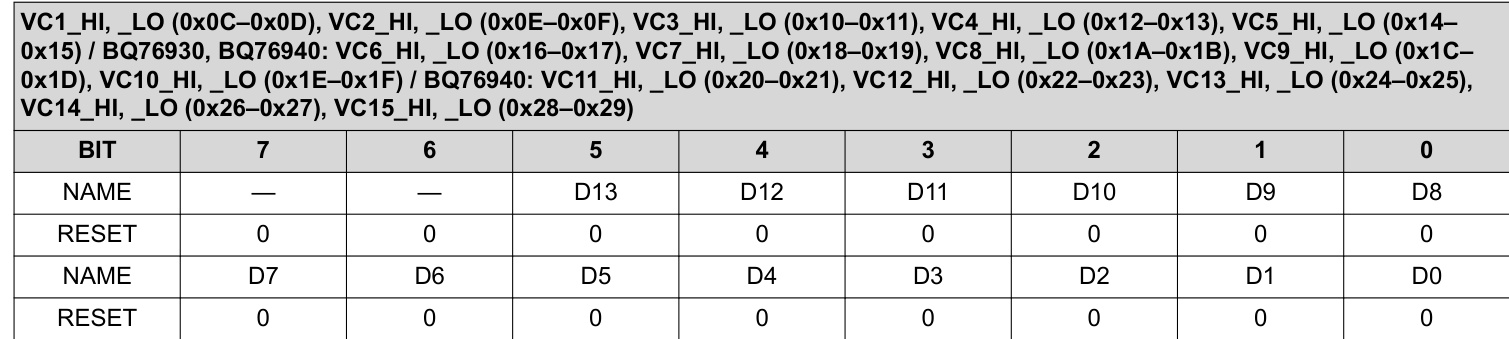 VC1_HI, _LO (0x0C–0x0D), VC2_HI, _LO (0x0E–0x0F), VC3_HI, _LO (0x10–0x11), VC4_HI, _LO (0x12–0x13), VC5_HI, _LO (0x14–
0x15) / BQ76930, BQ76940: VC6_HI, _LO (0x16–0x17), VC7_HI, _LO (0x18–0x19), VC8_HI, _LO (0x1A–0x1B), VC9_HI, _LO (0x1C–
0x1D), VC10_HI, _LO (0x1E–0x1F) / BQ76940: VC11_HI, _LO (0x20–0x21), VC12_HI, _LO (0x22–0x23), VC13_HI, _LO (0x24–0x25),
VC14_HI, _LO (0x26–0x27), VC15_HI, _LO (0x28–0x29)
BIT 7 6 5 4 3 2 1 0
NAME — — D13 D12 D11 D10 D9 D8
RESET 0 0 0 0 0 0 0 0
NAME D7 D6 D5 D4 D3 D2 D1 D0
RESET 0 0 0 0 0 0 0 0